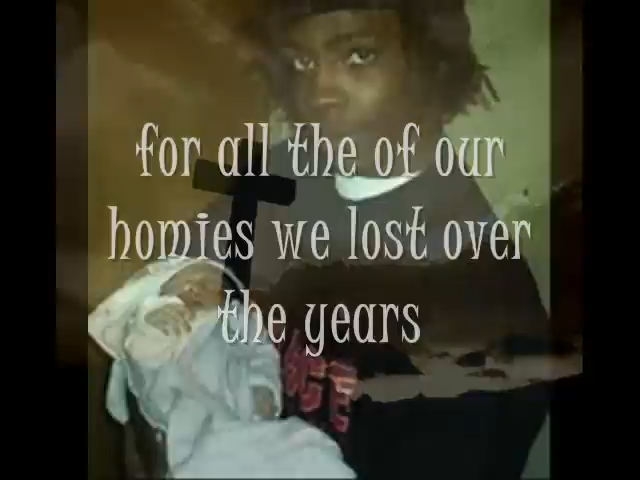 for all the of our
homies we lost over
the years